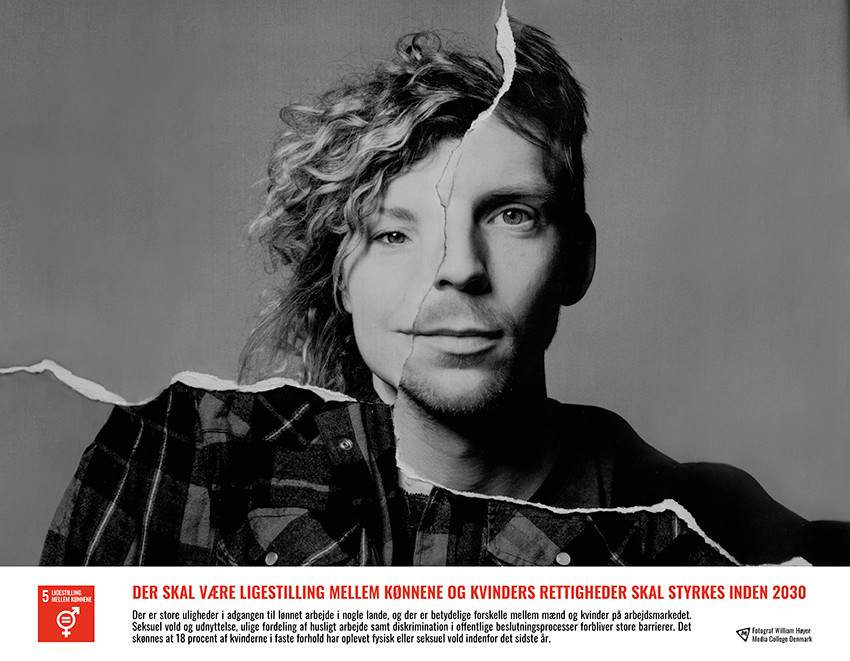 5 LIGESTILLING
MELLEM KØNNENE
DER SKAL VÆRE LIGESTILLING MELLEM KØNNENE OG KVINDERS RETTIGHEDER SKAL STYRKES INDEN 2030
Der er store uligheder i adgangen til lønnet arbejde i nogle lande, og der er betydelige forskelle mellem mænd og kvinder på arbejdsmarkedet.
Seksuel vold og udnyttelse, ulige fordeling af husligt arbejde samt diskrimination i offentlige beslutningsprocesser forbliver store barrierer. Det
skønnes at 18 procent af kvinderne i faste forhold har oplevet fysisk eller seksuel vold indenfor det sidste år.
Fotograf William Høyer
Media College Denmark